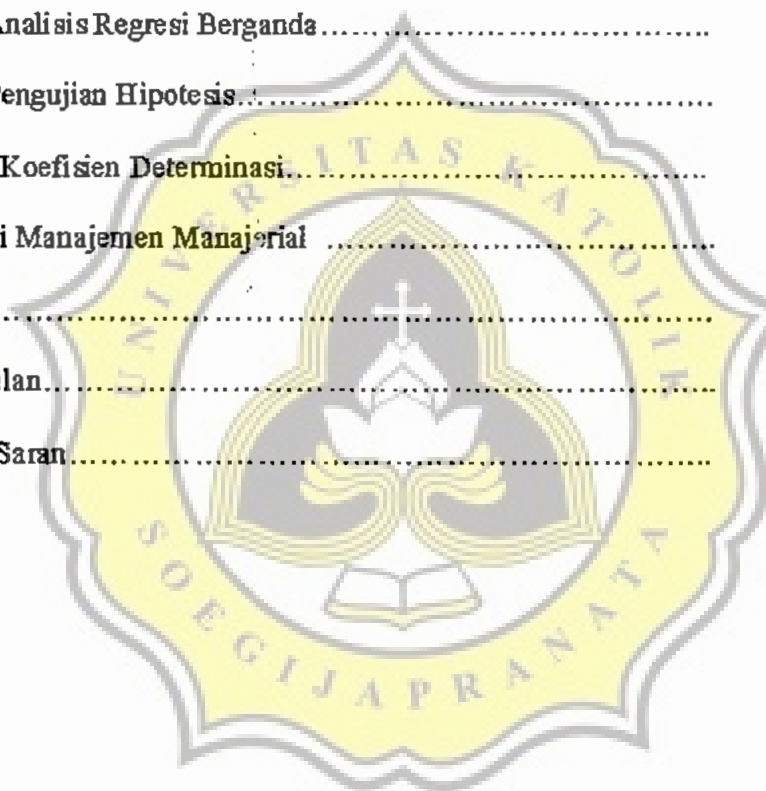 Analisis Regresi Berganda....................................
Pengujian Hipotesis....................................
Koefisien Determinasi....................................
i Manajemen Manajerial ....................................
....................................
lan....................................
Saran....................................
UNIVERSITAS KATOLIK
SOEGIJAPRANATA